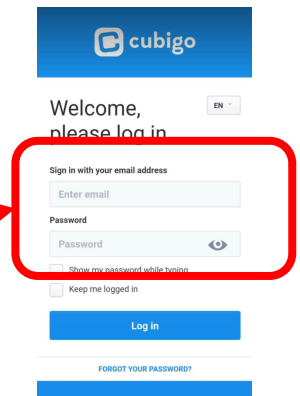 cubigo
Welcome,
please log in
EN
Sign in with your email address
Enter email
Password
Password
Show my password while typing
Keep me logged in
Log in
FORGOT YOUR PASSWORD?